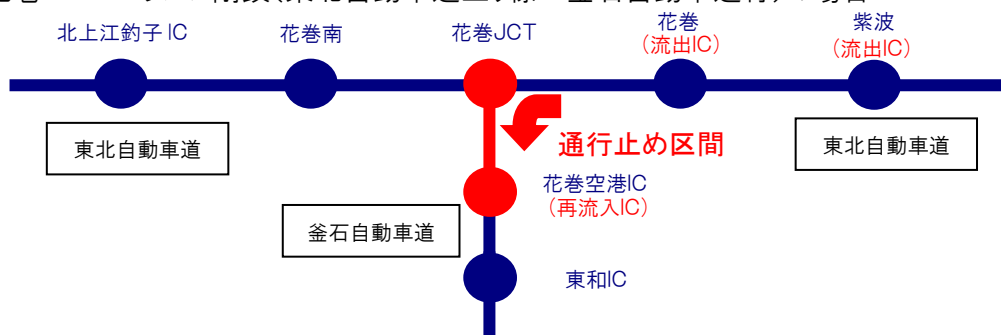 北上江釣子IC
花巻南
花巻JCT
花巻
(流出IC)
紫波
(流出IC)
東北自動車道
通行止め区間
東北自動車道
花巻空港IC
(再流入IC)
釜石自動車道
東和IC